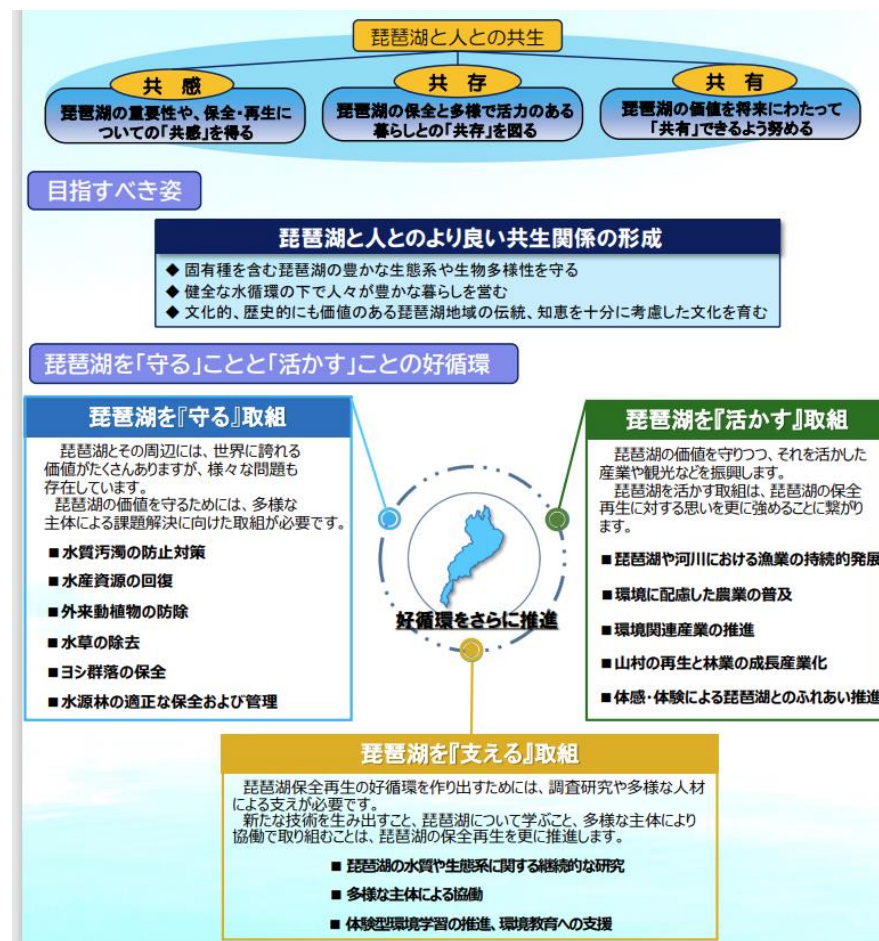 琵琶湖と人との共生
共 感
琵琶湖の重要性や、保全・再生に
ついての「共感」を得る
共 存
琵琶湖の保全と多様で活力のある
暮らしとの「共存」を図る
共 有
琵琶湖の価値を将来にわたって
「共有」できるよう努める
目指すべき姿
琵琶湖と人とのより良い共生関係の形成
◆ 固有種を含む琵琶湖の豊かな生態系や生物多様性を守る
◆ 健全な水循環の下で人々が豊かな暮らしを営む
◆ 文化的、歴史的にも価値のある琵琶湖地域の伝統、知恵を十分に考慮した文化を育む
琵琶湖を「守る」ことと「活かす」ことの好循環
琵琶湖を『守る』取組
琵琶湖とその周辺には、世界に誇れる
価値がたくさんありますが、様々な問題も
存在しています。
琵琶湖の価値を守るためには、多様な
主体による課題解決に向けた取組が必要です。
■水質汚濁の防止対策
■水産資源の回復
■外来動植物の防除
■水草の除去
■ヨシ群落の保全
■水源林の適正な保全および管理
好循環をさらに推進
琵琶湖を『活かす』取組
琵琶湖の価値を守りつつ、それを活かした
産業や観光などを振興します。
琵琶湖を活かす取組は、琵琶湖の保全
再生に対する思いを更に強めることに繋がり
ます。
■琵琶湖や河川における漁業の持続的発展
■環境に配慮した農業の普及
■環境関連産業の推進
■山村の再生と林業の成長産業化
■体感・体験による琵琶湖とのふれあい推進
琵琶湖を『支える』取組
琵琶湖保全再生の好循環を作り出すためには、調査研究や多様な人材
による支えが必要です。
新たな技術を生み出すこと、琵琶湖について学ぶこと、多様な主体により
協働で取り組むことは、琵琶湖の保全再生を更に推進します。
■ 琵琶湖の水質や生態系に関する継続的な研究
■ 多様な主体による協働
■ 体験型環境学習の推進、環境教育への支援